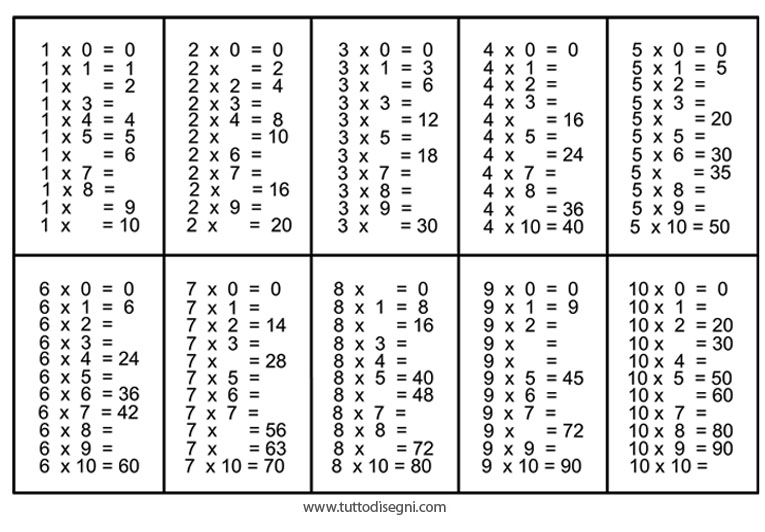 1 x 0 = 0
1 x 1 = 1
1 x = 2
1 x 3 =
1 x 4 = 4
1 x 5 = 5
1 x = 6
1 x 7 =
1 x 8 =
1 x = 9
1 x = 10
2 x 0 = 0
2 x = 2
2 x 2 = 4
2 x 3 =
2 x 4 = 8
2 x = 10
2 x 6 =
2 x 7 =
2 x = 16
2 x 9 =
2 x = 20
3 x 0 = 0
3 x 1 = 3
3 x = 6
3 x 3 =
3 x = 12
3 x 5 =
3 x = 18
3 x 7 =
3 x 8 =
3 x 9 =
3 x = 30
4 x 0 = 0
4 x 1 =
4 x 2 =
4 x 3 =
4 x = 16
4 x 5 =
4 x = 24
4 x 7 =
4 x 8 =
4 x = 36
4 x 10 = 40
5 x 0 = 0
5 x 1 = 5
5 x 2 =
5 x 3 =
5 x = 20
5 x 5 =
5 x 6 = 30
5 x = 35
5 x 8 =
5 x 9 =
5 x 10 = 50
6 x 0 = 0
6 x 1 = 6
6 x 2 =
6 x 3 =
6 x 4 = 24
6 x 5 =
6 x 6 = 36
6 x 7 = 42
6 x 8 =
6 x 9 =
6 x 10 = 60
7 x 0 = 0
7 x 1 =
7 x 2 = 14
7 x 3 =
7 x = 28
7 x 5 =
7 x 6 =
7 x 7 =
7 x = 56
7 x = 63
7 x 10 = 70
8 x = 0
8 x 1 = 8
8 x = 16
8 x 3 =
8 x 4 =
8 x 5 = 40
8 x = 48
8 x 7 =
8 x 8 =
8 x = 72
8 x 10 = 80
9 x 0 = 0
9 x 1 = 9
9 x 2 =
9 x =
9 x =
9 x 5 = 45
9 x 6 =
9 x 7 =
9 x = 72
9 x 9 =
9 x 10 = 90
10 x 0 = 0
10 x 1 =
10 x 2 = 20
10 x = 30
10 x 4 =
10 x 5 = 50
10 x = 60
10 x 7 =
10 x 8 = 80
10 x 9 = 90
10 x 10 =
www.tuttodisegni.com